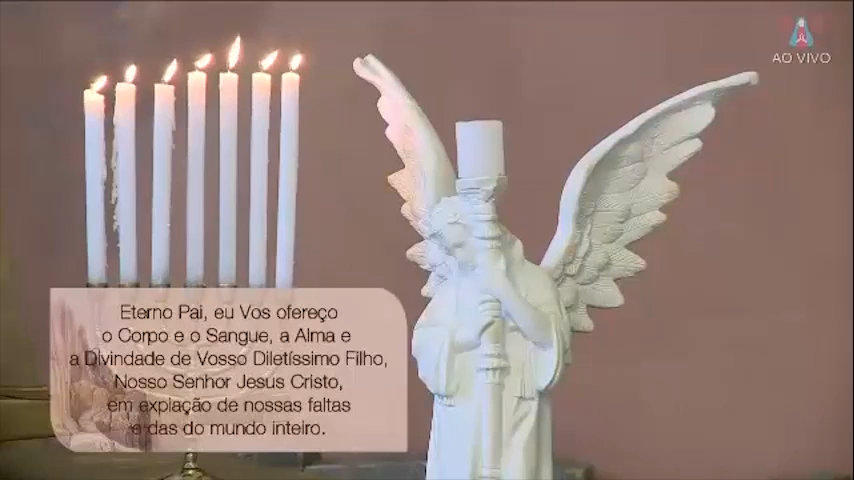 AO VIVO
Eterno Pai, eu Vos ofereço
o Corpo e o Sangue, a Alma e
a Divindade de Vosso Diletíssimo Filho,
Nosso Senhor Jesus Cristo,
em expiação de nossas faltas
e das do mundo inteiro.